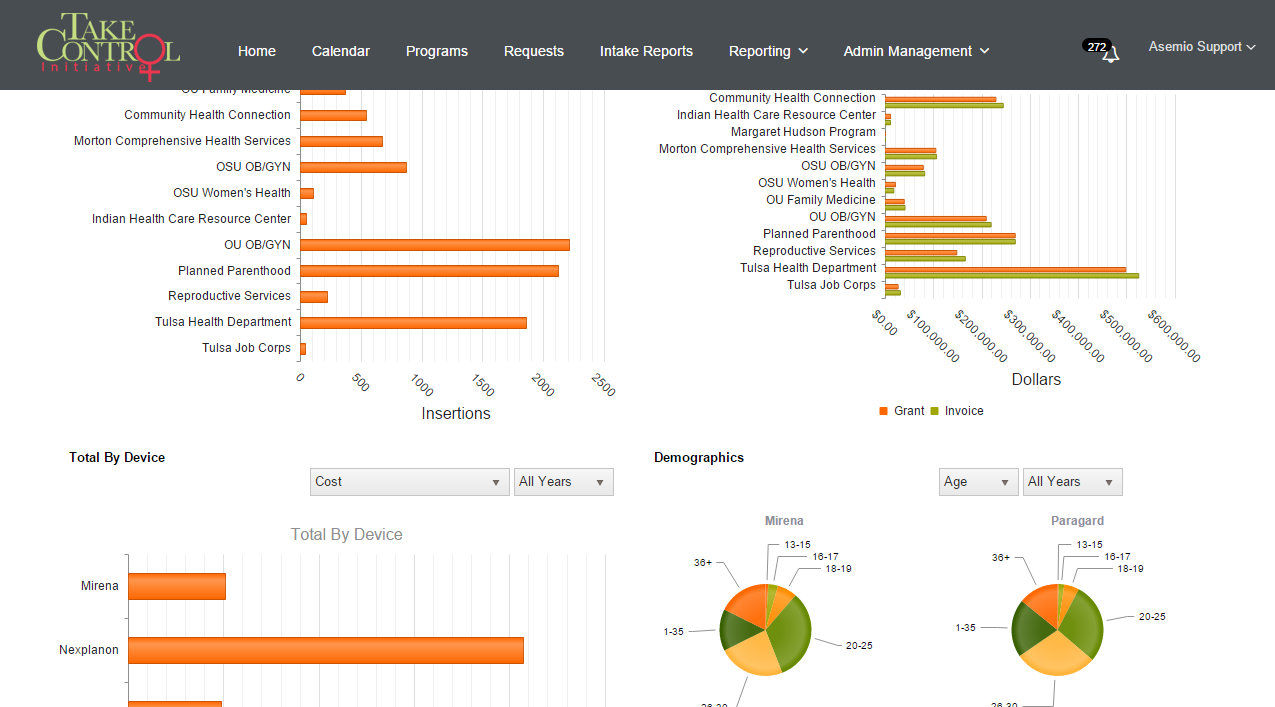 TAKE
CONTROL
Initiative
Home
Calendar
Programs
Requests
Intake Reports
Reporting
Admin Management
272
Asemio Support
OU Family Medicine
Community Health Connection
Morton Comprehensive Health Services
OSU OB/GYN
OSU Women's Health
Indian Health Care Resource Center
OU OB/GYN
Planned Parenthood
Reproductive Services
Tulsa Health Department
Tulsa Job Corps
0
500
1000
1500
2000
2500
Insertions
Community Health Connection
Indian Health Care Resource Center
Margaret Hudson Program
Morton Comprehensive Health Services
OSU OB/GYN
OSU Women's Health
OU Family Medicine
OU OB/GYN
Planned Parenthood
Reproductive Services
Tulsa Health Department
Tulsa Job Corps
$0.00
$100,000.00
$200,000.00
$300,000.00
$400,000.00
$500,000.00
$600,000.00
Dollars
Grant
Invoice
Total By Device
Cost
All Years
Total By Device
Mirena
Nexplanon
Demographics
Age
All Years
Mirena
13-15
16-17
18-19
36+
1-35
20-25
26-30
Paragard
13-15
16-17
18-19
36+
1-35
20-25
26-30